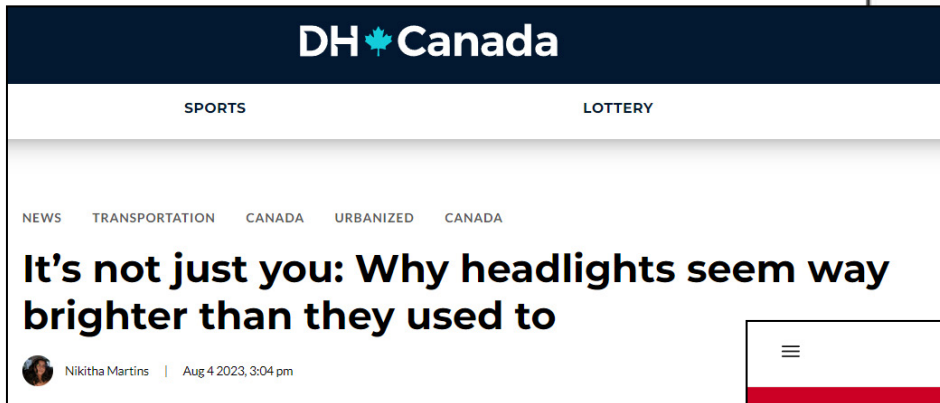 DH Canada
SPORTS LOTTERY
NEWS TRANSPORTATION CANADA URBANIZED CANADA
It's not just you: Why headlights seem way
brighter than they used to
Nikitha Martins | Aug 4 2023, 3:04 pm